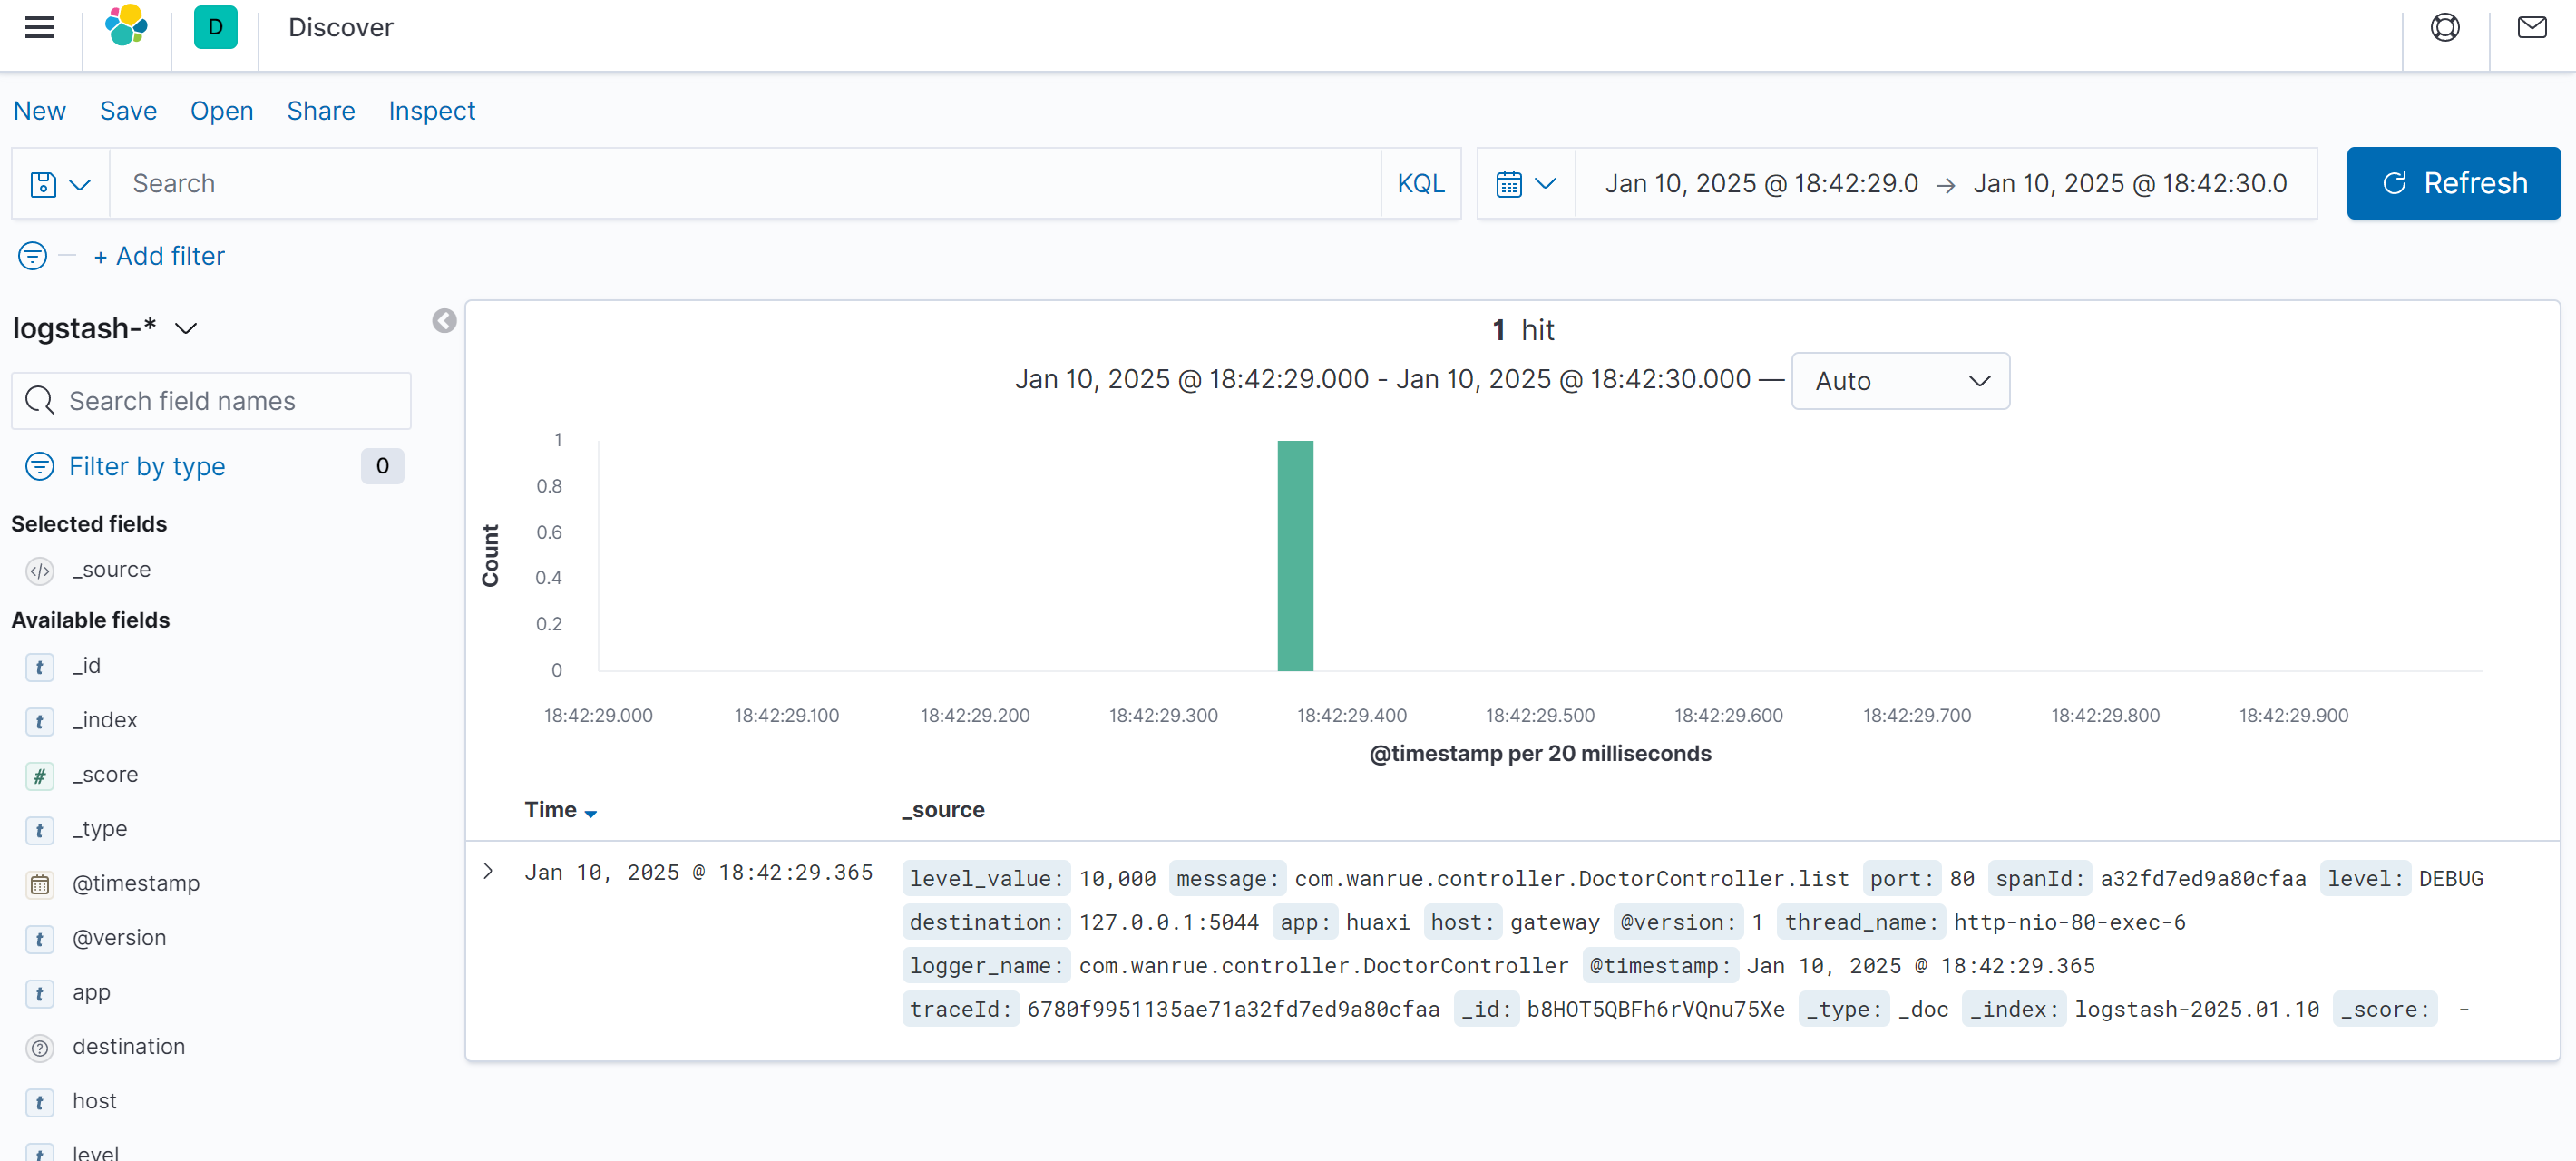 D Discover
New Save Open Share Inspect
Search KQL Jan 10, 2025 @ 18:42:29.0 → Jan 10, 2025 @ 18:42:30.0 Refresh
+ Add filter
logstash-*
Search field names
Filter by type 0
Selected fields
_source
Available fields
_id
_index
_score
_type
@timestamp
@version
app
destination
host
level
1 hit
Jan 10, 2025 @ 18:42:29.000 - Jan 10, 2025 @ 18:42:30.000 — Auto
Count
1
0.8
0.6
0.4
0.2
0
18:42:29.000 18:42:29.100 18:42:29.200 18:42:29.300 18:42:29.400 18:42:29.500 18:42:29.600 18:42:29.700 18:42:29.800 18:42:29.900
@timestamp per 20 milliseconds
Time _source
Jan 10, 2025 @ 18:42:29.365 level_value: 10,000 message: com.wanrue.controller.DoctorController.list port: 80 spanId: a32fd7ed9a80cfaa level: DEBUG
destination: 127.0.0.1:5044 app: huaxi host: gateway @version: 1 thread_name: http-nio-80-exec-6
logger_name: com.wanrue.controller.DoctorController @timestamp: Jan 10, 2025 @ 18:42:29.365
traceId: 6780f9951135ae71a32fd7ed9a80cfaa _id: b8HOT5QBFh6rVQnu75Xe _type: _doc _index: logstash-2025.01.10 _score: -